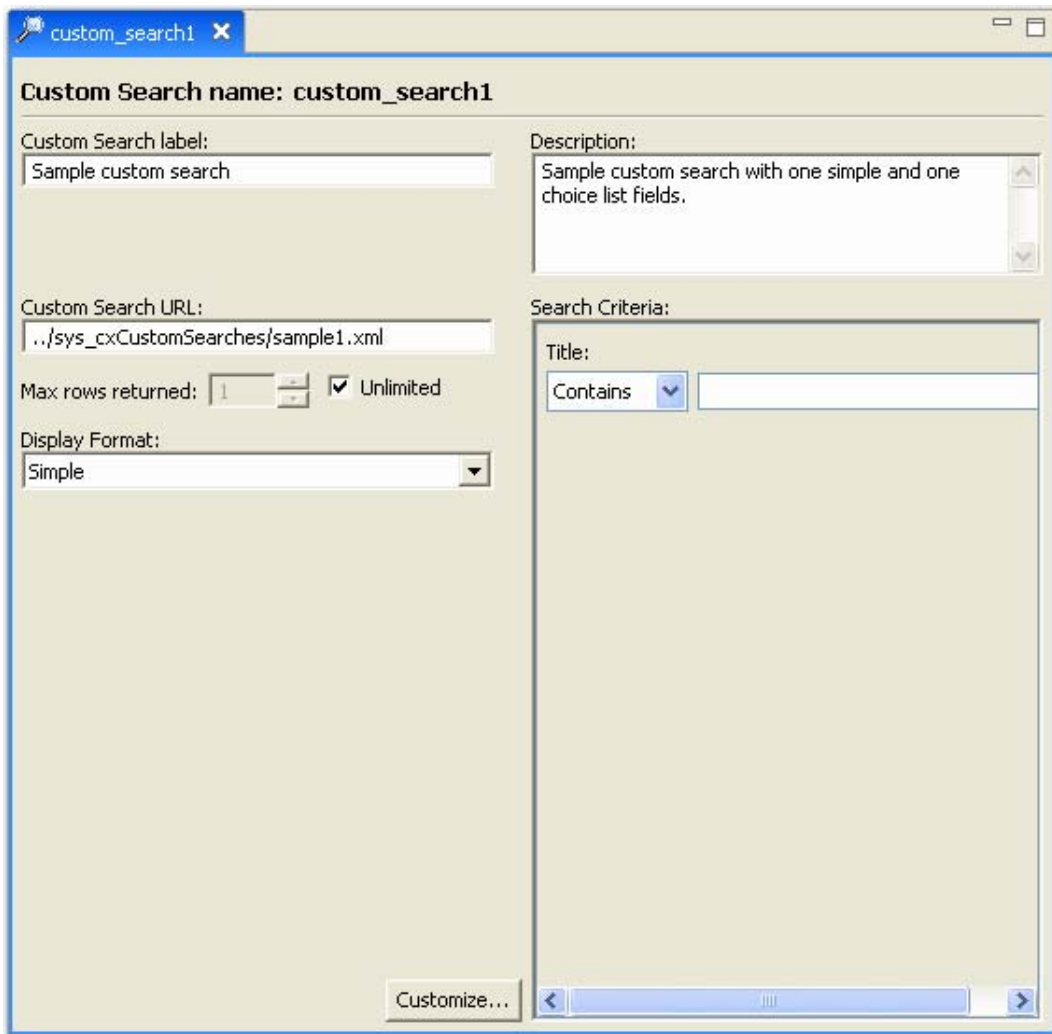 custom_search1
Custom Search name: custom_search1
Custom Search label:
Sample custom search
Description:
Sample custom search with one simple and one
choice list fields.
Custom Search URL:
../sys_cxCustomSearches/sample1.xml
Max rows returned: 1 Unlimited
Display Format:
Simple
Search Criteria:
Title:
Contains
Customize...